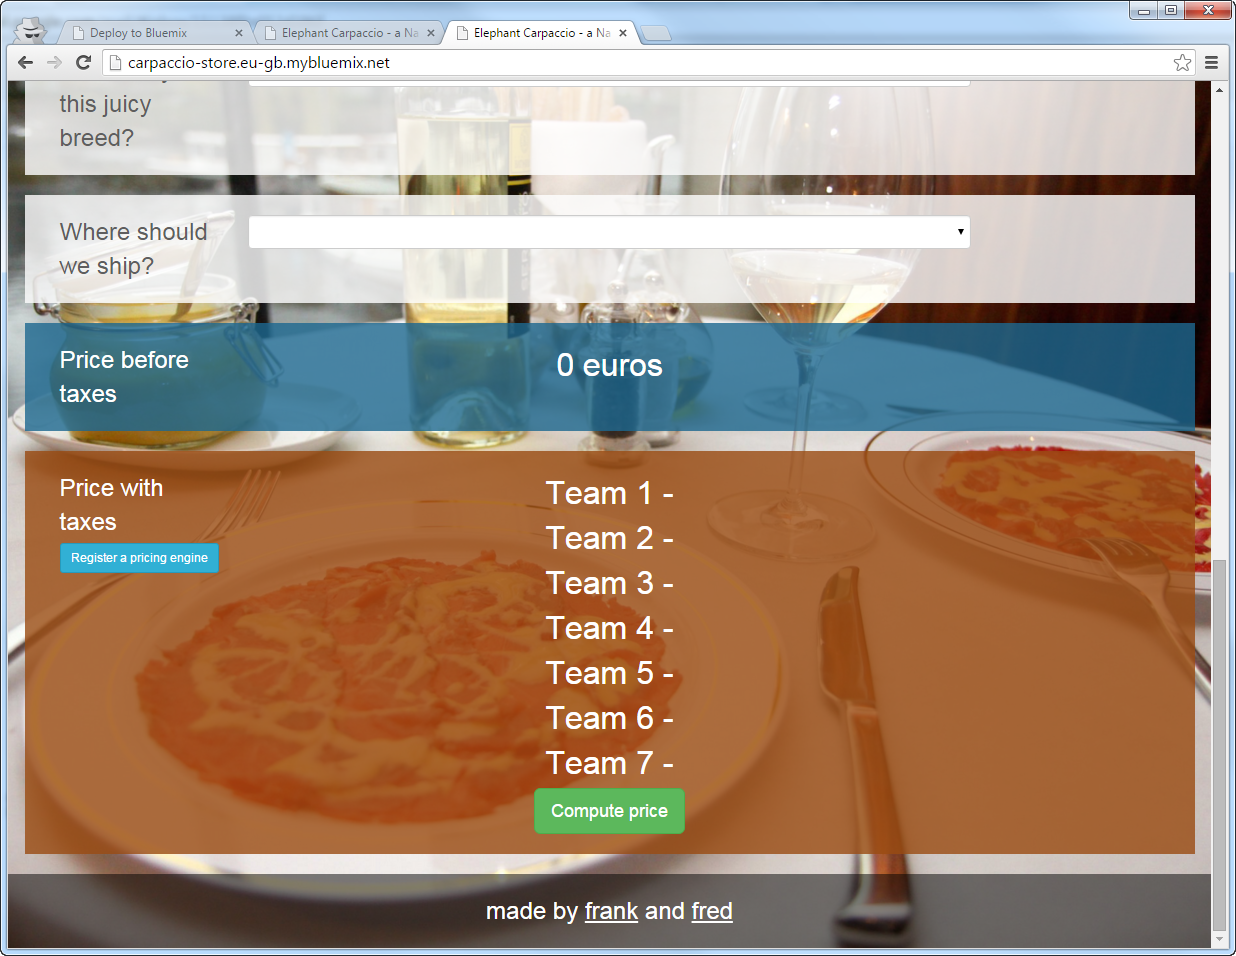 Deploy to Bluemix
Elephant Carpaccio - a Na
Elephant Carpaccio - a Na
carpaccio-store.eu-gb.mybluemix.net
this juicy
breed?
Where should
we ship?
Price before
taxes
0 euros
Price with
taxes
Register a pricing engine
Team 1 -
Team 2 -
Team 3 -
Team 4 -
Team 5 -
Team 6 -
Team 7 -
Compute price
made by frank and fred